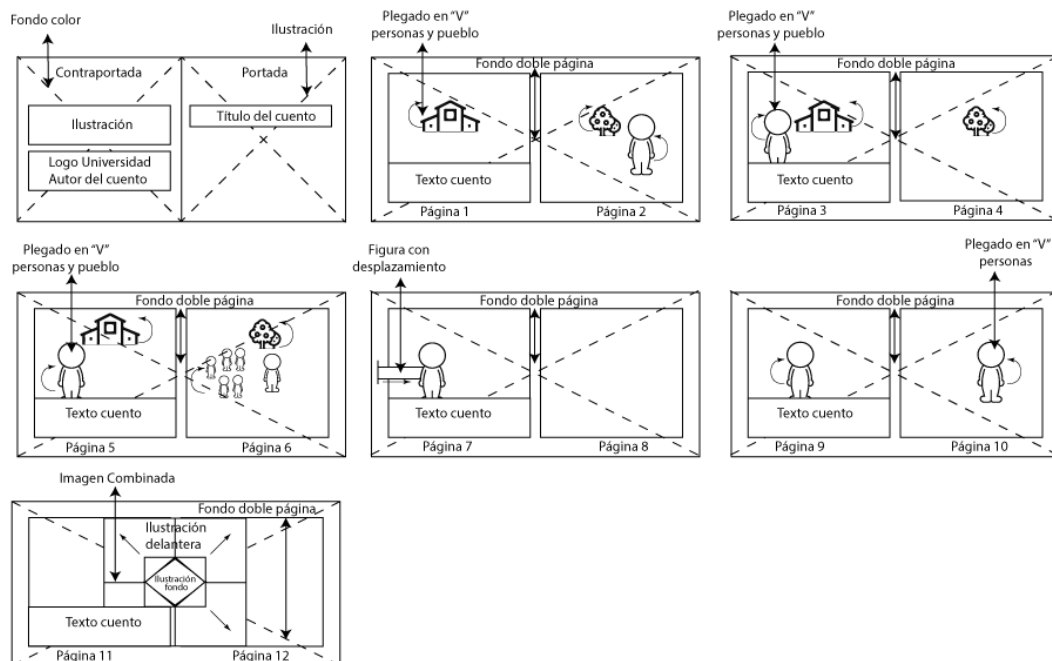 Fondo color
Ilustración
Contraportada
Portada
Ilustración
Título del cuento
Logo Universidad
Autor del cuento
Plegado en “V”
personas y pueblo
Fondo doble página
Texto cuento
Página 1
Página 2
Plegado en “V”
personas y pueblo
Fondo doble página
Texto cuento
Página 3
Página 4
Plegado en “V”
personas y pueblo
Fondo doble página
Texto cuento
Página 5
Página 6
Figura con
desplazamiento
Fondo doble página
Texto cuento
Página 7
Página 8
Plegado en “V”
personas
Fondo doble página
Texto cuento
Página 9
Página 10
Imagen Combinada
Fondo doble página
Ilustración
delantera
Ilustración
fondo
Texto cuento
Página 11
Página 12